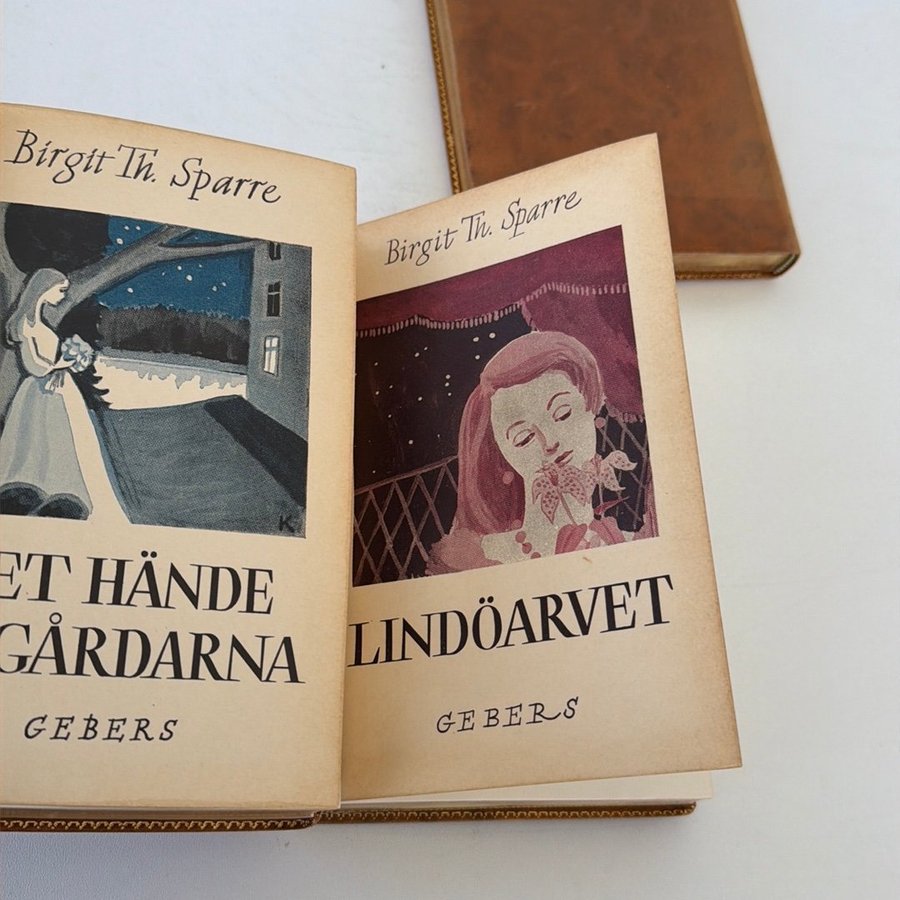 Birgit Th. Sparre
K
ET HÄNDE
GÅRDARNA
GEBERS
Birgit Th. Sparre
LINDÖARVET
GEBERS